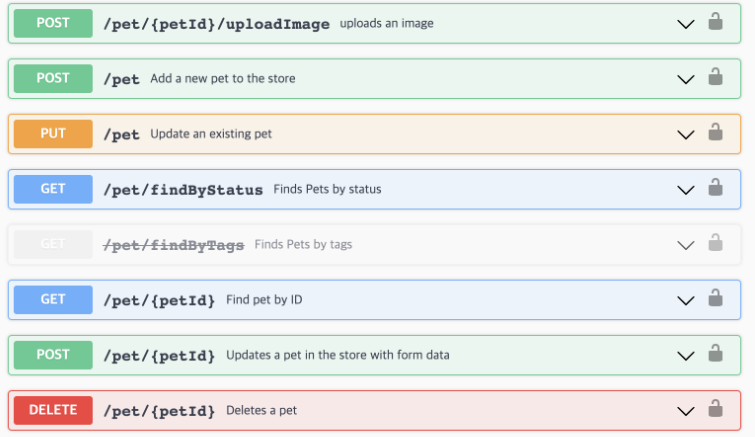 POST /pet/{petId}/uploadImage uploads an image
POST /pet Add a new pet to the store
PUT /pet Update an existing pet
GET /pet/findByStatus Finds Pets by status
GET /pet/findByTags Finds Pets by tags
GET /pet/{petId} Find pet by ID
POST /pet/{petId} Updates a pet in the store with form data
DELETE /pet/{petId} Deletes a pet